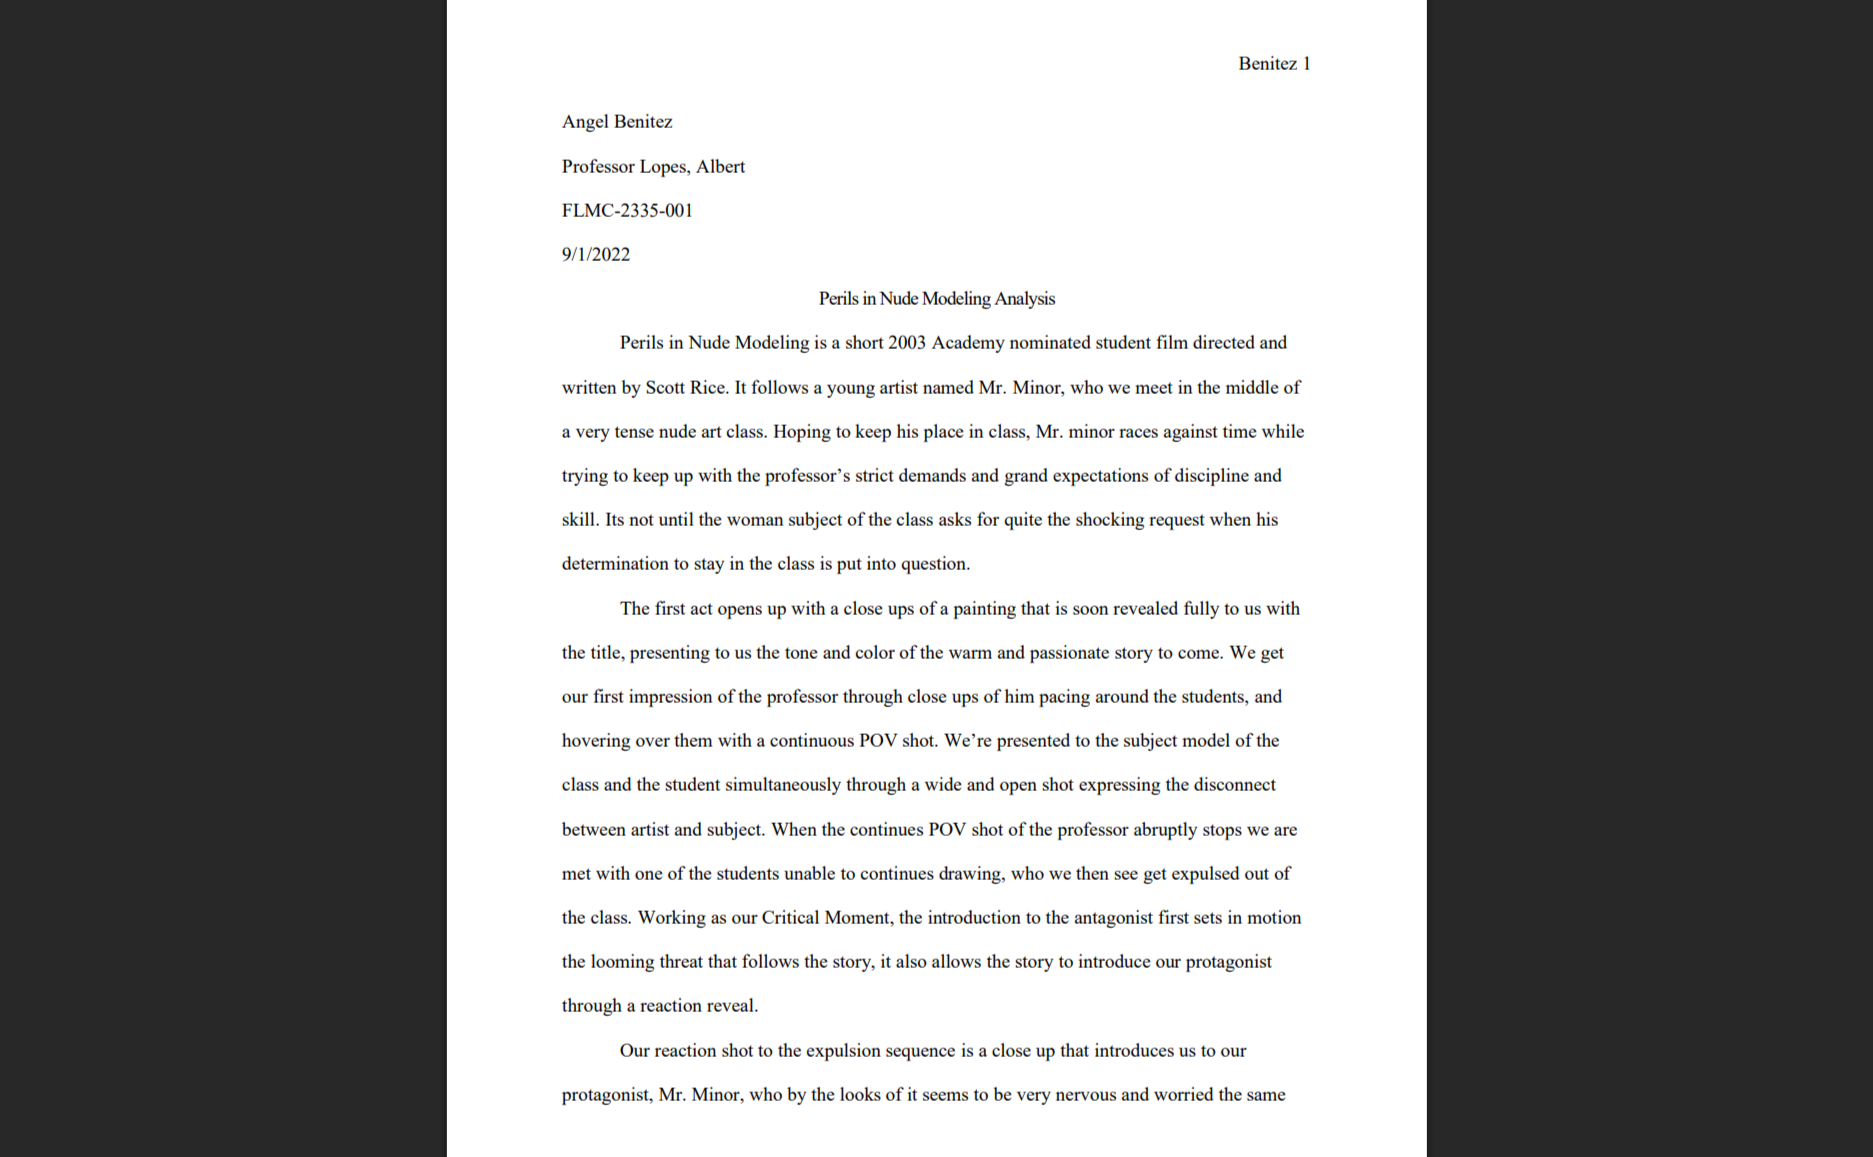 Benitez 1
Angel Benitez
Professor Lopes, Albert
FLMC-2335-001
9/1/2022
Perils in Nude Modeling Analysis
Perils in Nude Modeling is a short 2003 Academy nominated student film directed and
written by Scott Rice. It follows a young artist named Mr. Minor, who we meet in the middle of
a very tense nude art class. Hoping to keep his place in class, Mr. minor races against time while
trying to keep up with the professor’s strict demands and grand expectations of discipline and
skill. Its not until the woman subject of the class asks for quite the shocking request when his
determination to stay in the class is put into question.
The first act opens up with a close ups of a painting that is soon revealed fully to us with
the title, presenting to us the tone and color of the warm and passionate story to come. We get
our first impression of the professor through close ups of him pacing around the students, and
hovering over them with a continuous POV shot. We’re presented to the subject model of the
class and the student simultaneously through a wide and open shot expressing the disconnect
between artist and subject. When the continues POV shot of the professor abruptly stops we are
met with one of the students unable to continues drawing, who we then see get expulsed out of
the class. Working as our Critical Moment, the introduction to the antagonist first sets in motion
the looming threat that follows the story, it also allows the story to introduce our protagonist
through a reaction reveal.
Our reaction shot to the expulsion sequence is a close up that introduces us to our
protagonist, Mr. Minor, who by the looks of it seems to be very nervous and worried the same